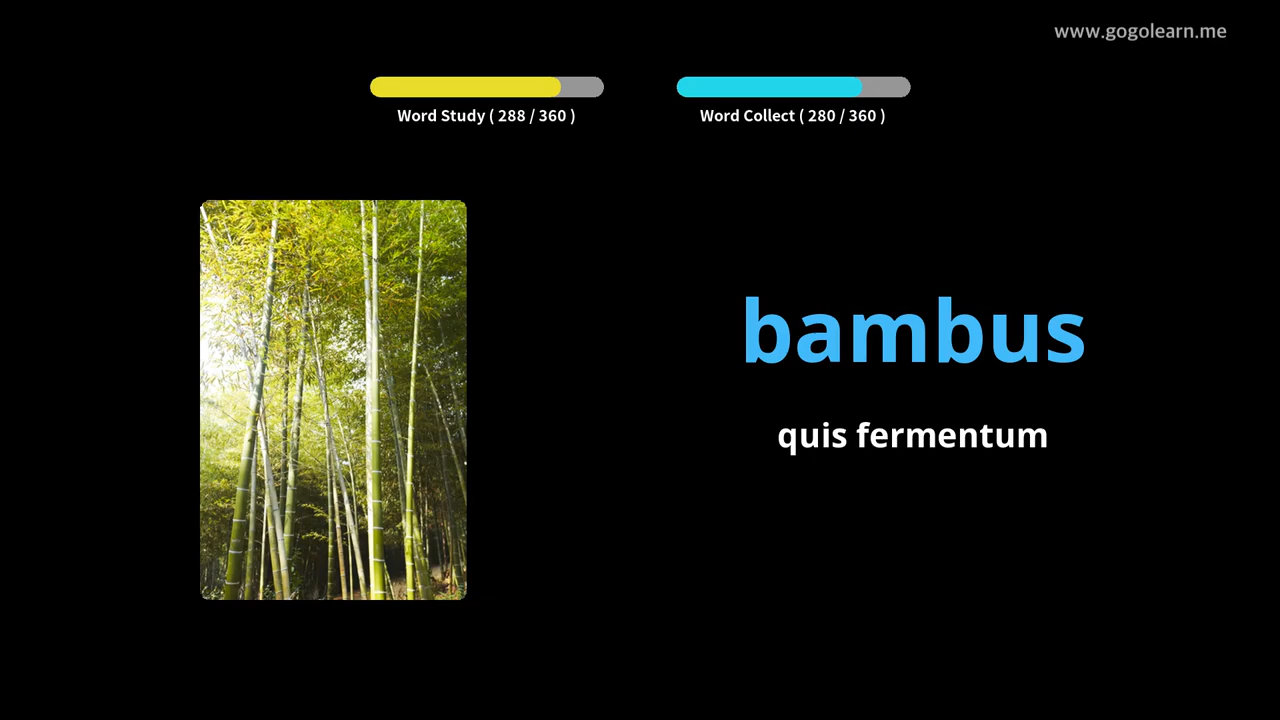 www.gogolearn.me
Word Study ( 288 / 360 )
Word Collect ( 280 / 360 )
bambus
quis fermentum